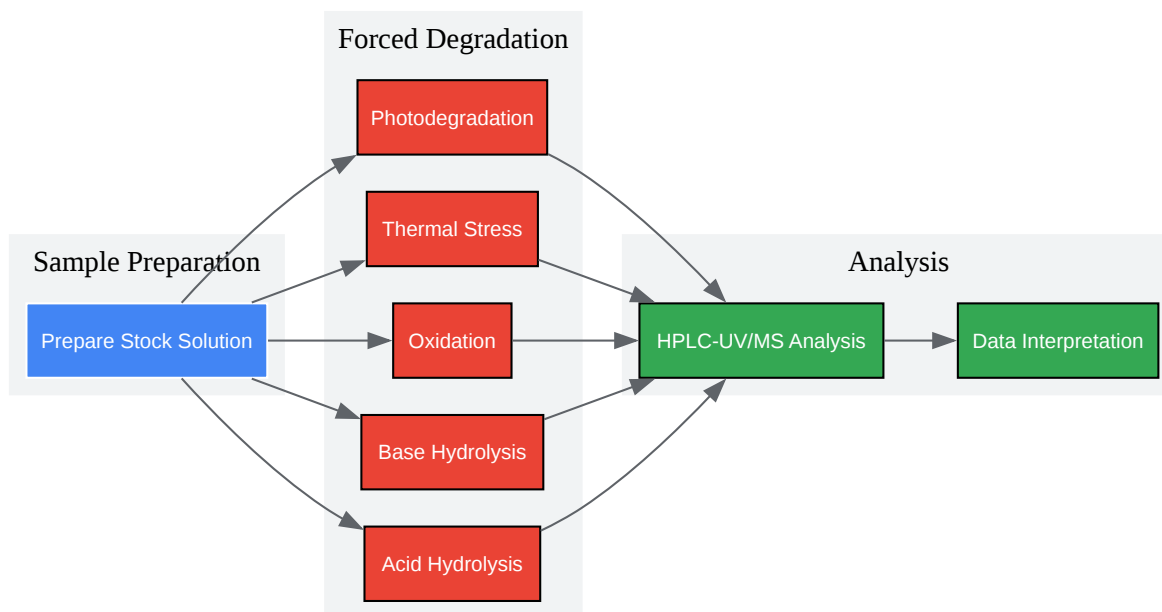 Forced Degradation
Photodegradation
Thermal Stress
Sample Preparation
Analysis
Prepare Stock Solution
Oxidation
HPLC-UV/MS Analysis
Data Interpretation
Base Hydrolysis
Acid Hydrolysis